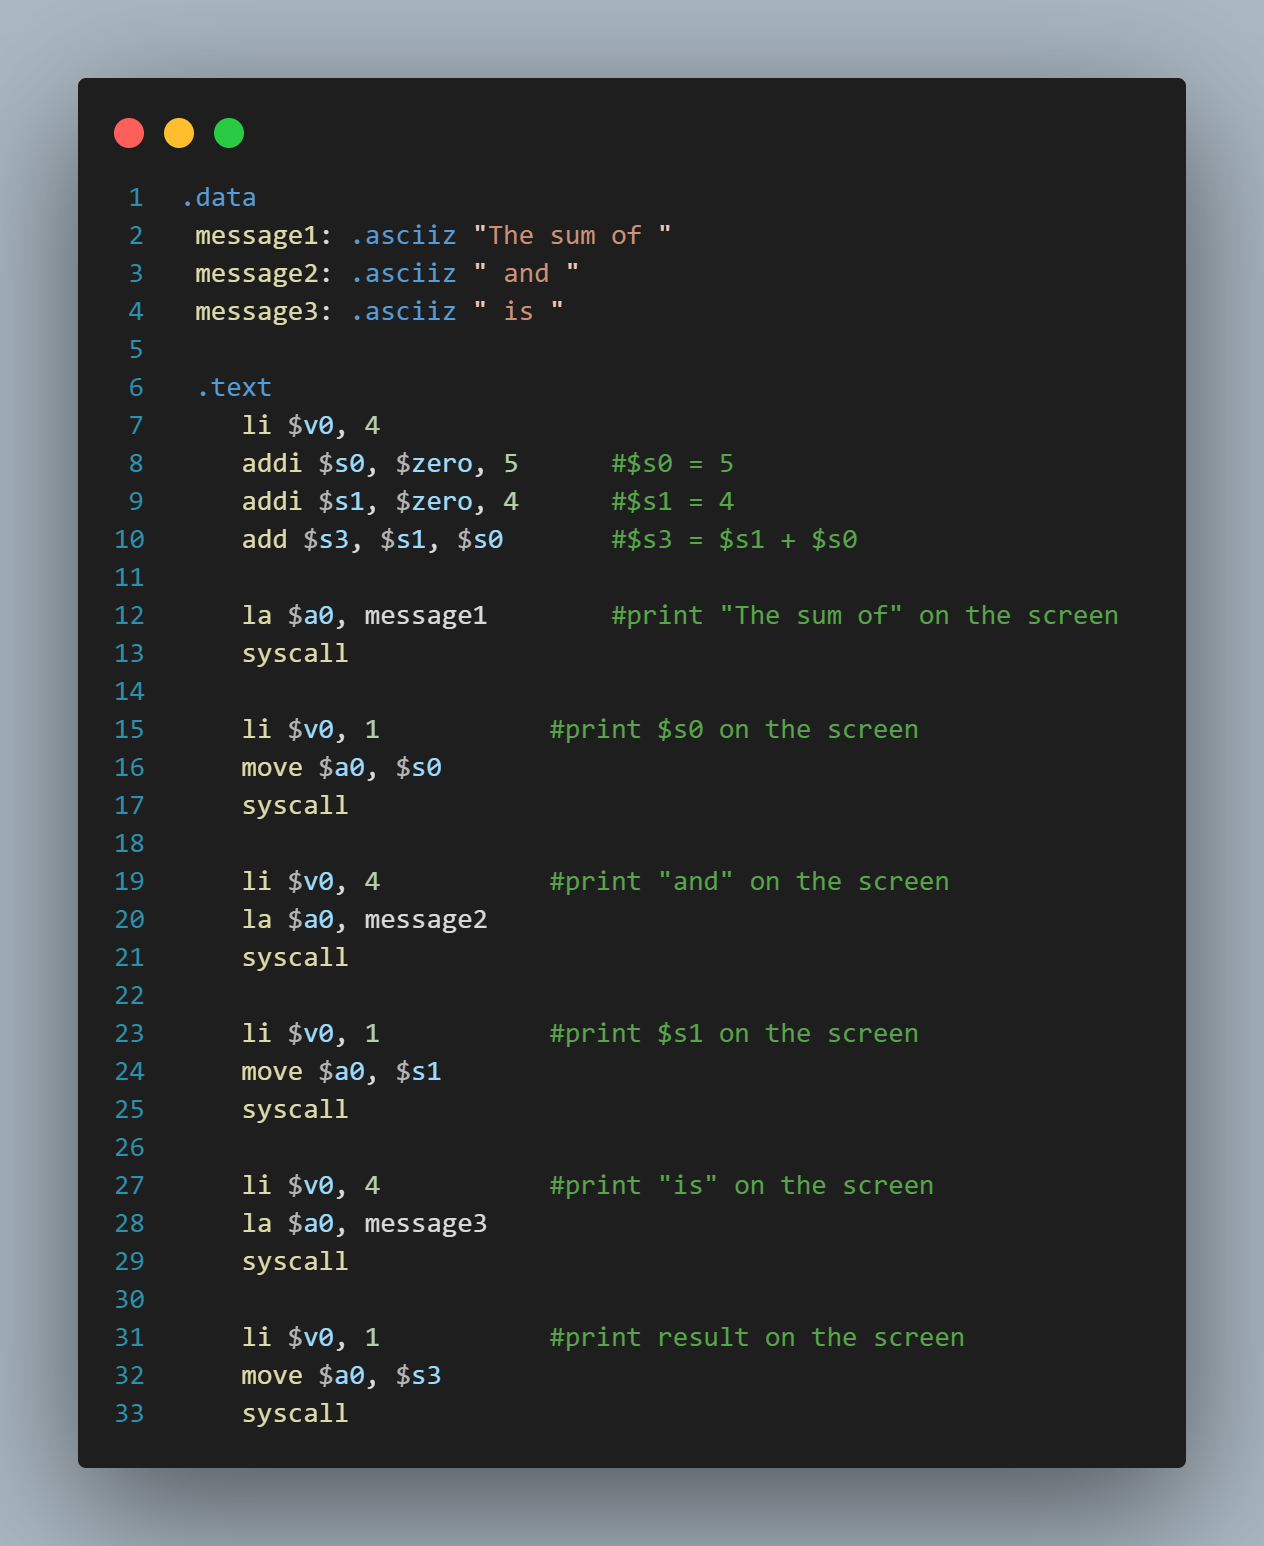 1 .data
2 message1: .asciiz "The sum of "
3 message2: .asciiz " and "
4 message3: .asciiz " is "
5
6 .text
7 li $v0, 4
8 addi $s0, $zero, 5 #$s0 = 5
9 addi $s1, $zero, 4 #$s1 = 4
10 add $s3, $s1, $s0 #$s3 = $s1 + $s0
11
12 la $a0, message1 #print "The sum of" on the screen
13 syscall
14
15 li $v0, 1 #print $s0 on the screen
16 move $a0, $s0
17 syscall
18
19 li $v0, 4 #print "and" on the screen
20 la $a0, message2
21 syscall
22
23 li $v0, 1 #print $s1 on the screen
24 move $a0, $s1
25 syscall
26
27 li $v0, 4 #print "is" on the screen
28 la $a0, message3
29 syscall
30
31 li $v0, 1 #print result on the screen
32 move $a0, $s3
33 syscall